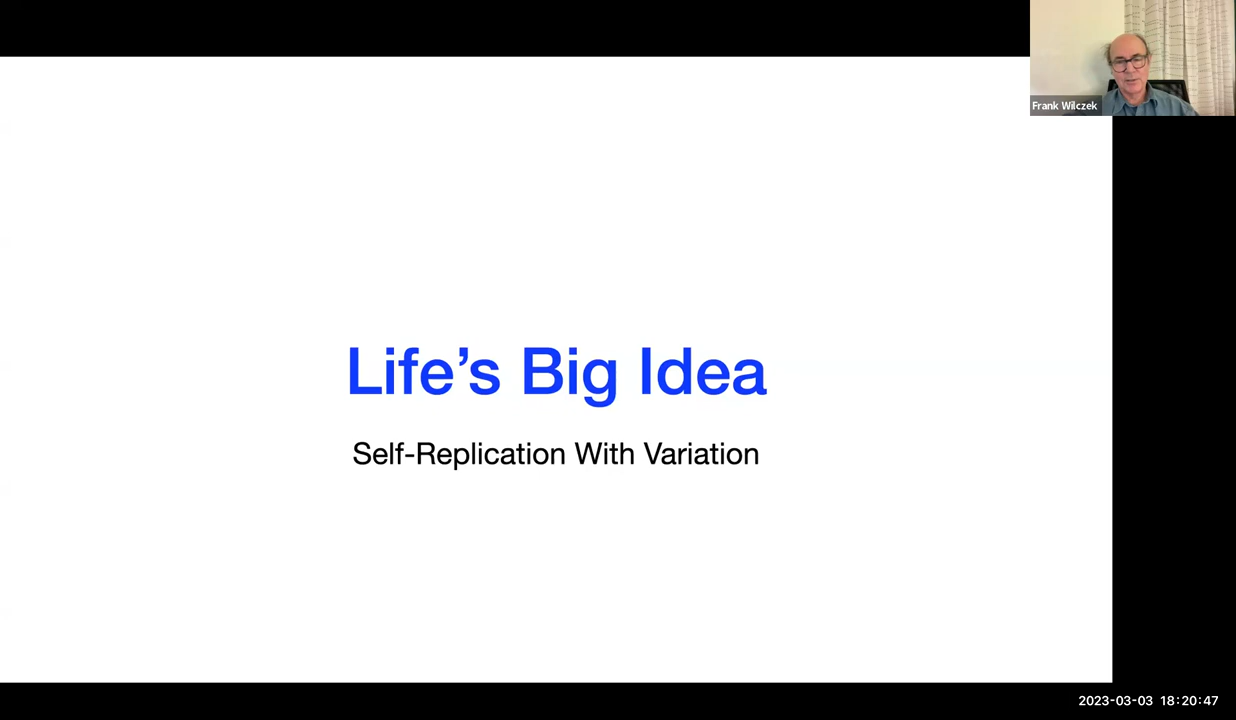 Frank Wilczek
Life's Big Idea
Self-Replication With Variation
2023-03-03 18:20:47